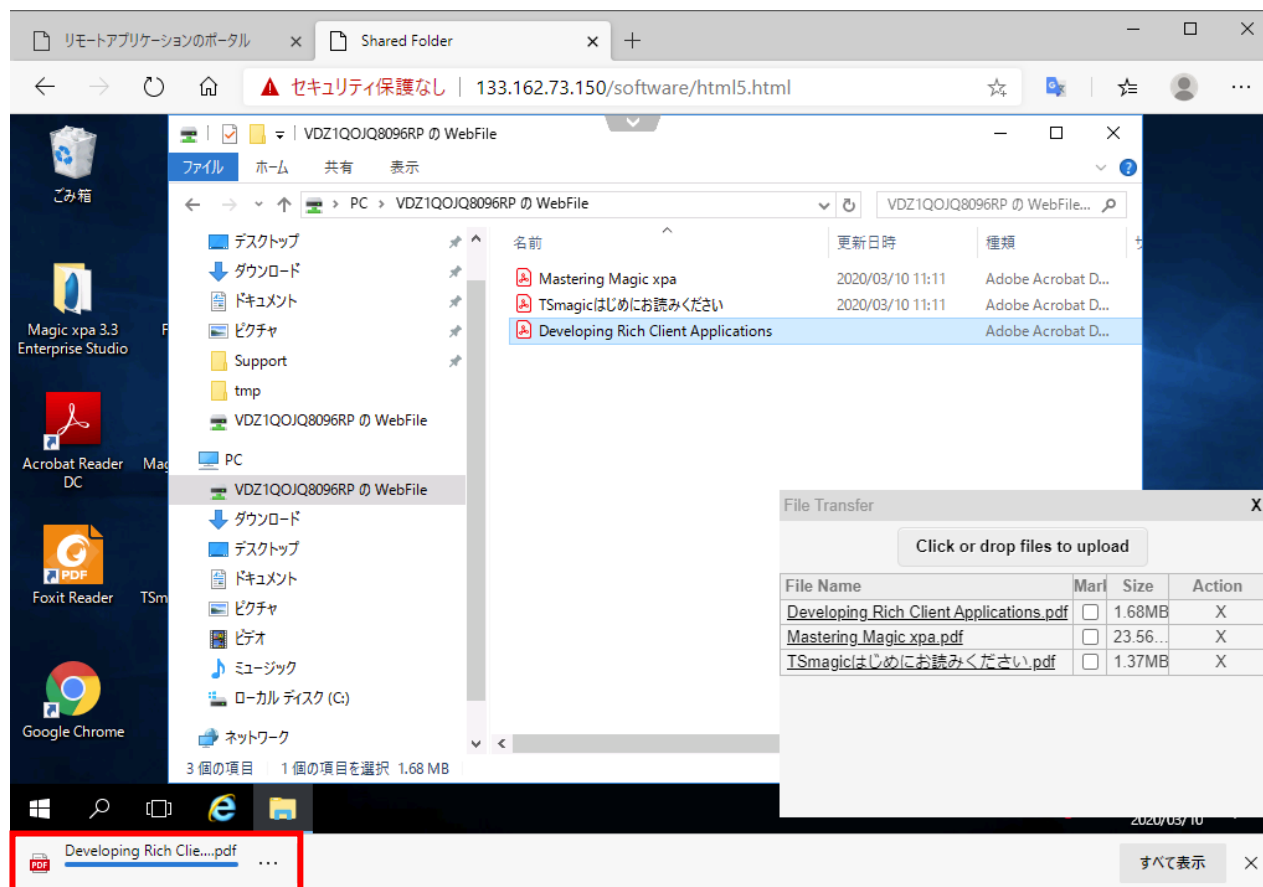 リモートアプリケーションのポータル
Shared Folder
セキュリティ保護なし | 133.162.73.150/software/html5.html
ごみ箱
Magic xpa 3.3
Enterprise Studio
Acrobat Reader
DC
Foxit Reader
Google Chrome
VDZ1QOJQ8096RP の WebFile
ファイル ホーム 共有 表示
PC > VDZ1QOJQ8096RP の WebFile
VDZ1QOJQ8096RP の WebFile...
デスクトップ
ダウンロード
ドキュメント
ピクチャ
Support
tmp
VDZ1QOJQ8096RP の WebFile
PC
VDZ1QOJQ8096RP の WebFile
ダウンロード
デスクトップ
ドキュメント
ピクチャ
ビデオ
ミュージック
ローカル ディスク (C:)
ネットワーク
名前 更新日時 種類
Mastering Magic xpa 2020/03/10 11:11 Adobe Acrobat D...
TSmagicはじめにお読みください 2020/03/10 11:11 Adobe Acrobat D...
Developing Rich Client Applications Adobe Acrobat D...
3 個の項目 1 個の項目を選択 1.68 MB
File Transfer X
Click or drop files to upload
File Name Marl Size Action
Developing Rich Client Applications.pdf 1.68MB X
Mastering Magic xpa.pdf 23.56... X
TSmagicはじめにお読みください.pdf 1.37MB X
2020/03/10
PDF
Developing Rich Clie....pdf
すべて表示